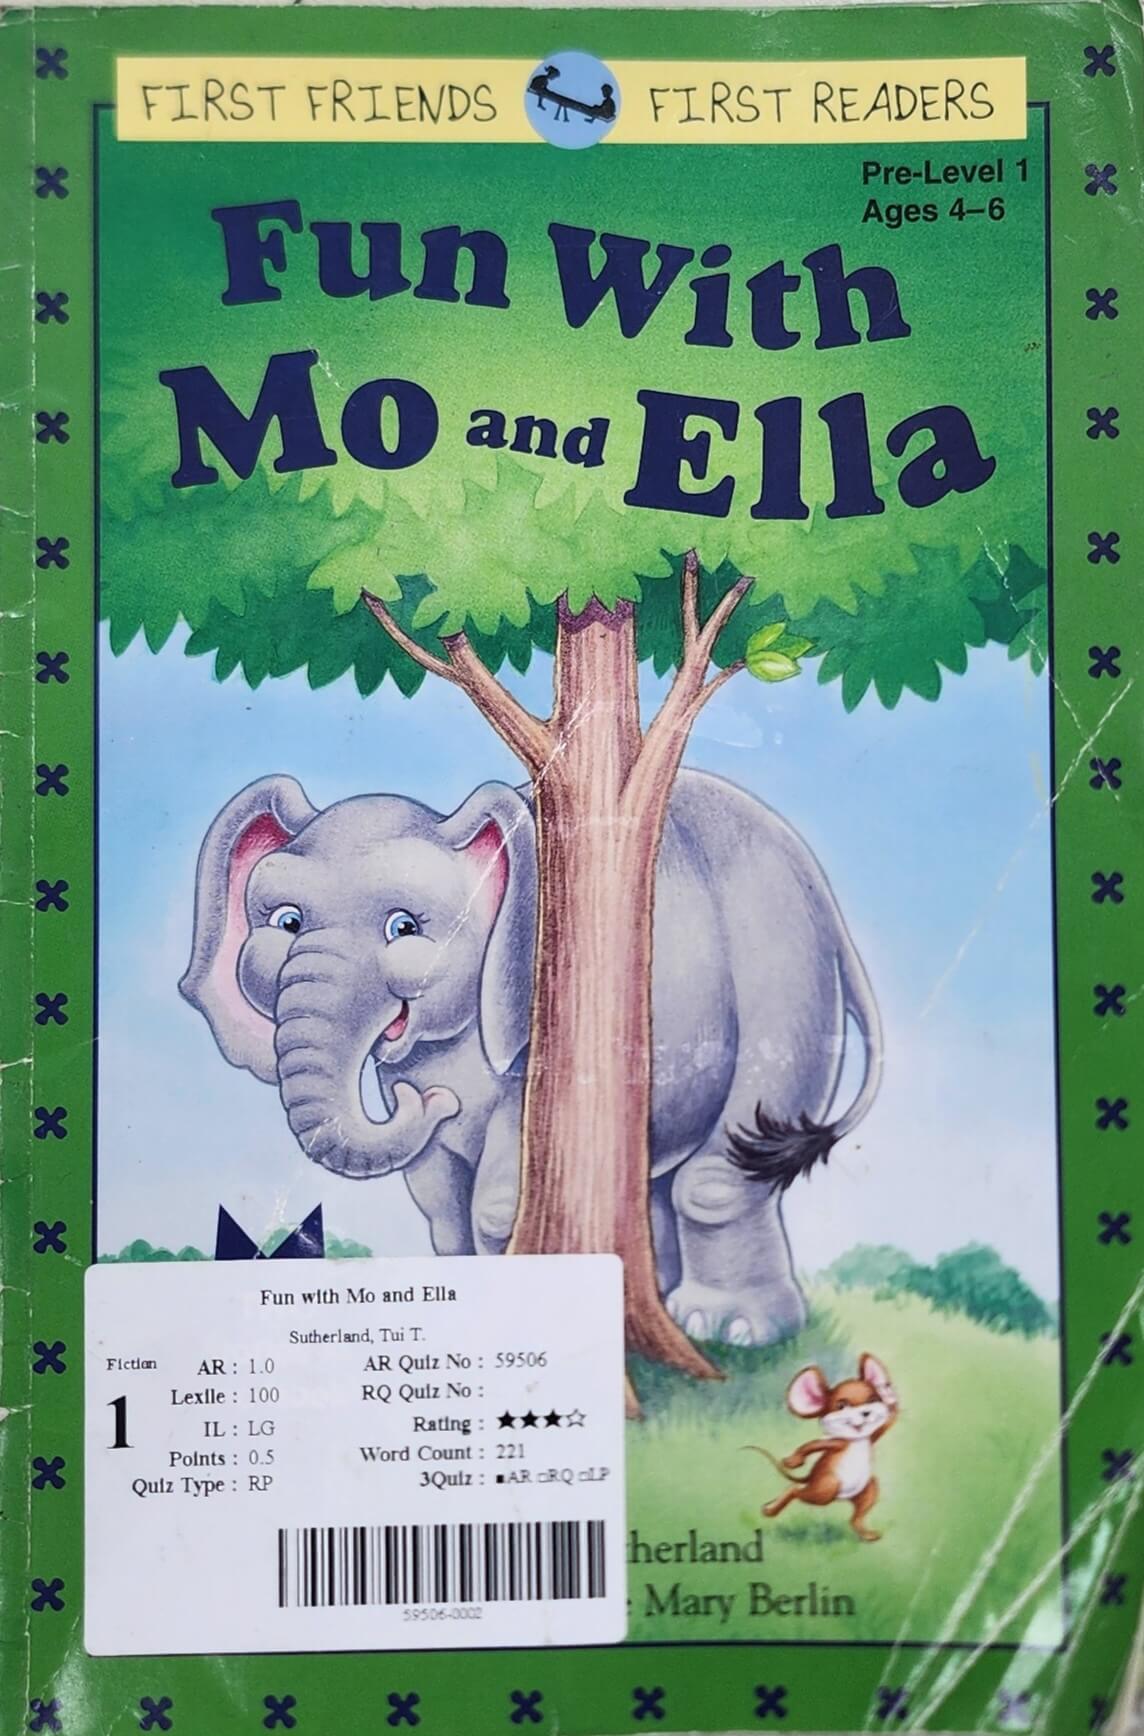 FIRST FRIENDS FIRST READERS
Pre-Level 1
Ages 4–6
Fun With
Mo and Ella
Fun with Mo and Ella
Sutherland, Tui T.
Fiction
1
AR : 1.0
Lexile : 100
IL : LG
Points : 0.5
Quiz Type : RP
AR Quiz No : 59506
RQ Quiz No :
Rating : ★★★☆
Word Count : 221
3Quiz : ■AR □RQ □LP
59506-0002
herland
Mary Berlin